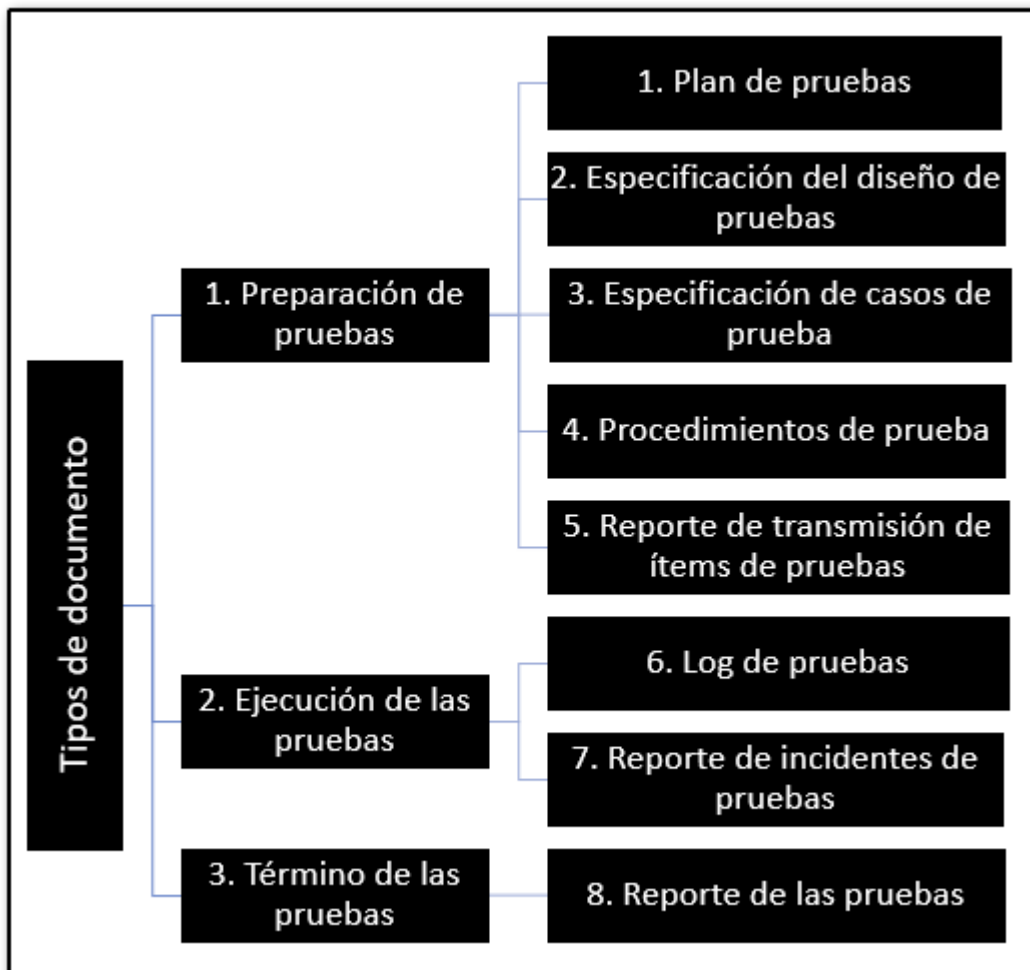 Tipos de documento
1. Preparación de
pruebas
1. Plan de pruebas
2. Especificación del diseño de
pruebas
3. Especificación de casos de
prueba
4. Procedimientos de prueba
5. Reporte de transmisión de
ítems de pruebas
2. Ejecución de las
pruebas
6. Log de pruebas
7. Reporte de incidentes de
pruebas
3. Término de las
pruebas
8. Reporte de las pruebas